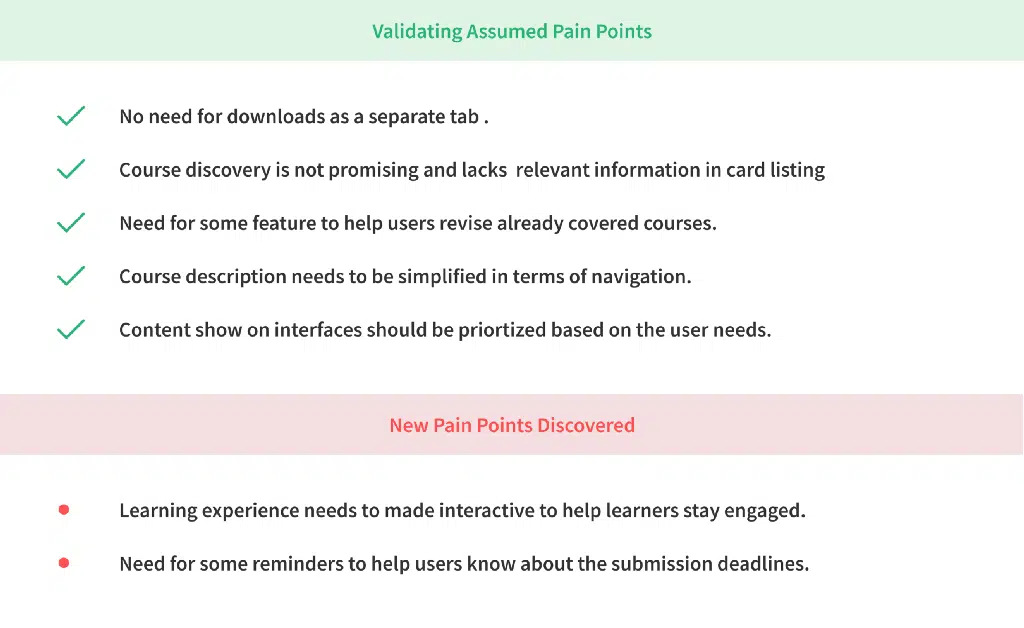 Validating Assumed Pain Points
No need for downloads as a separate tab .
Course discovery is not promising and lacks  relevant information in card listing
Need for some feature to help users revise already covered courses.
Course description needs to be simplified in terms of navigation.
Content show on interfaces should be priortized based on the user needs.
New Pain Points Discovered
Learning experience needs to made interactive to help learners stay engaged.
Need for some reminders to help users know about the submission deadlines.